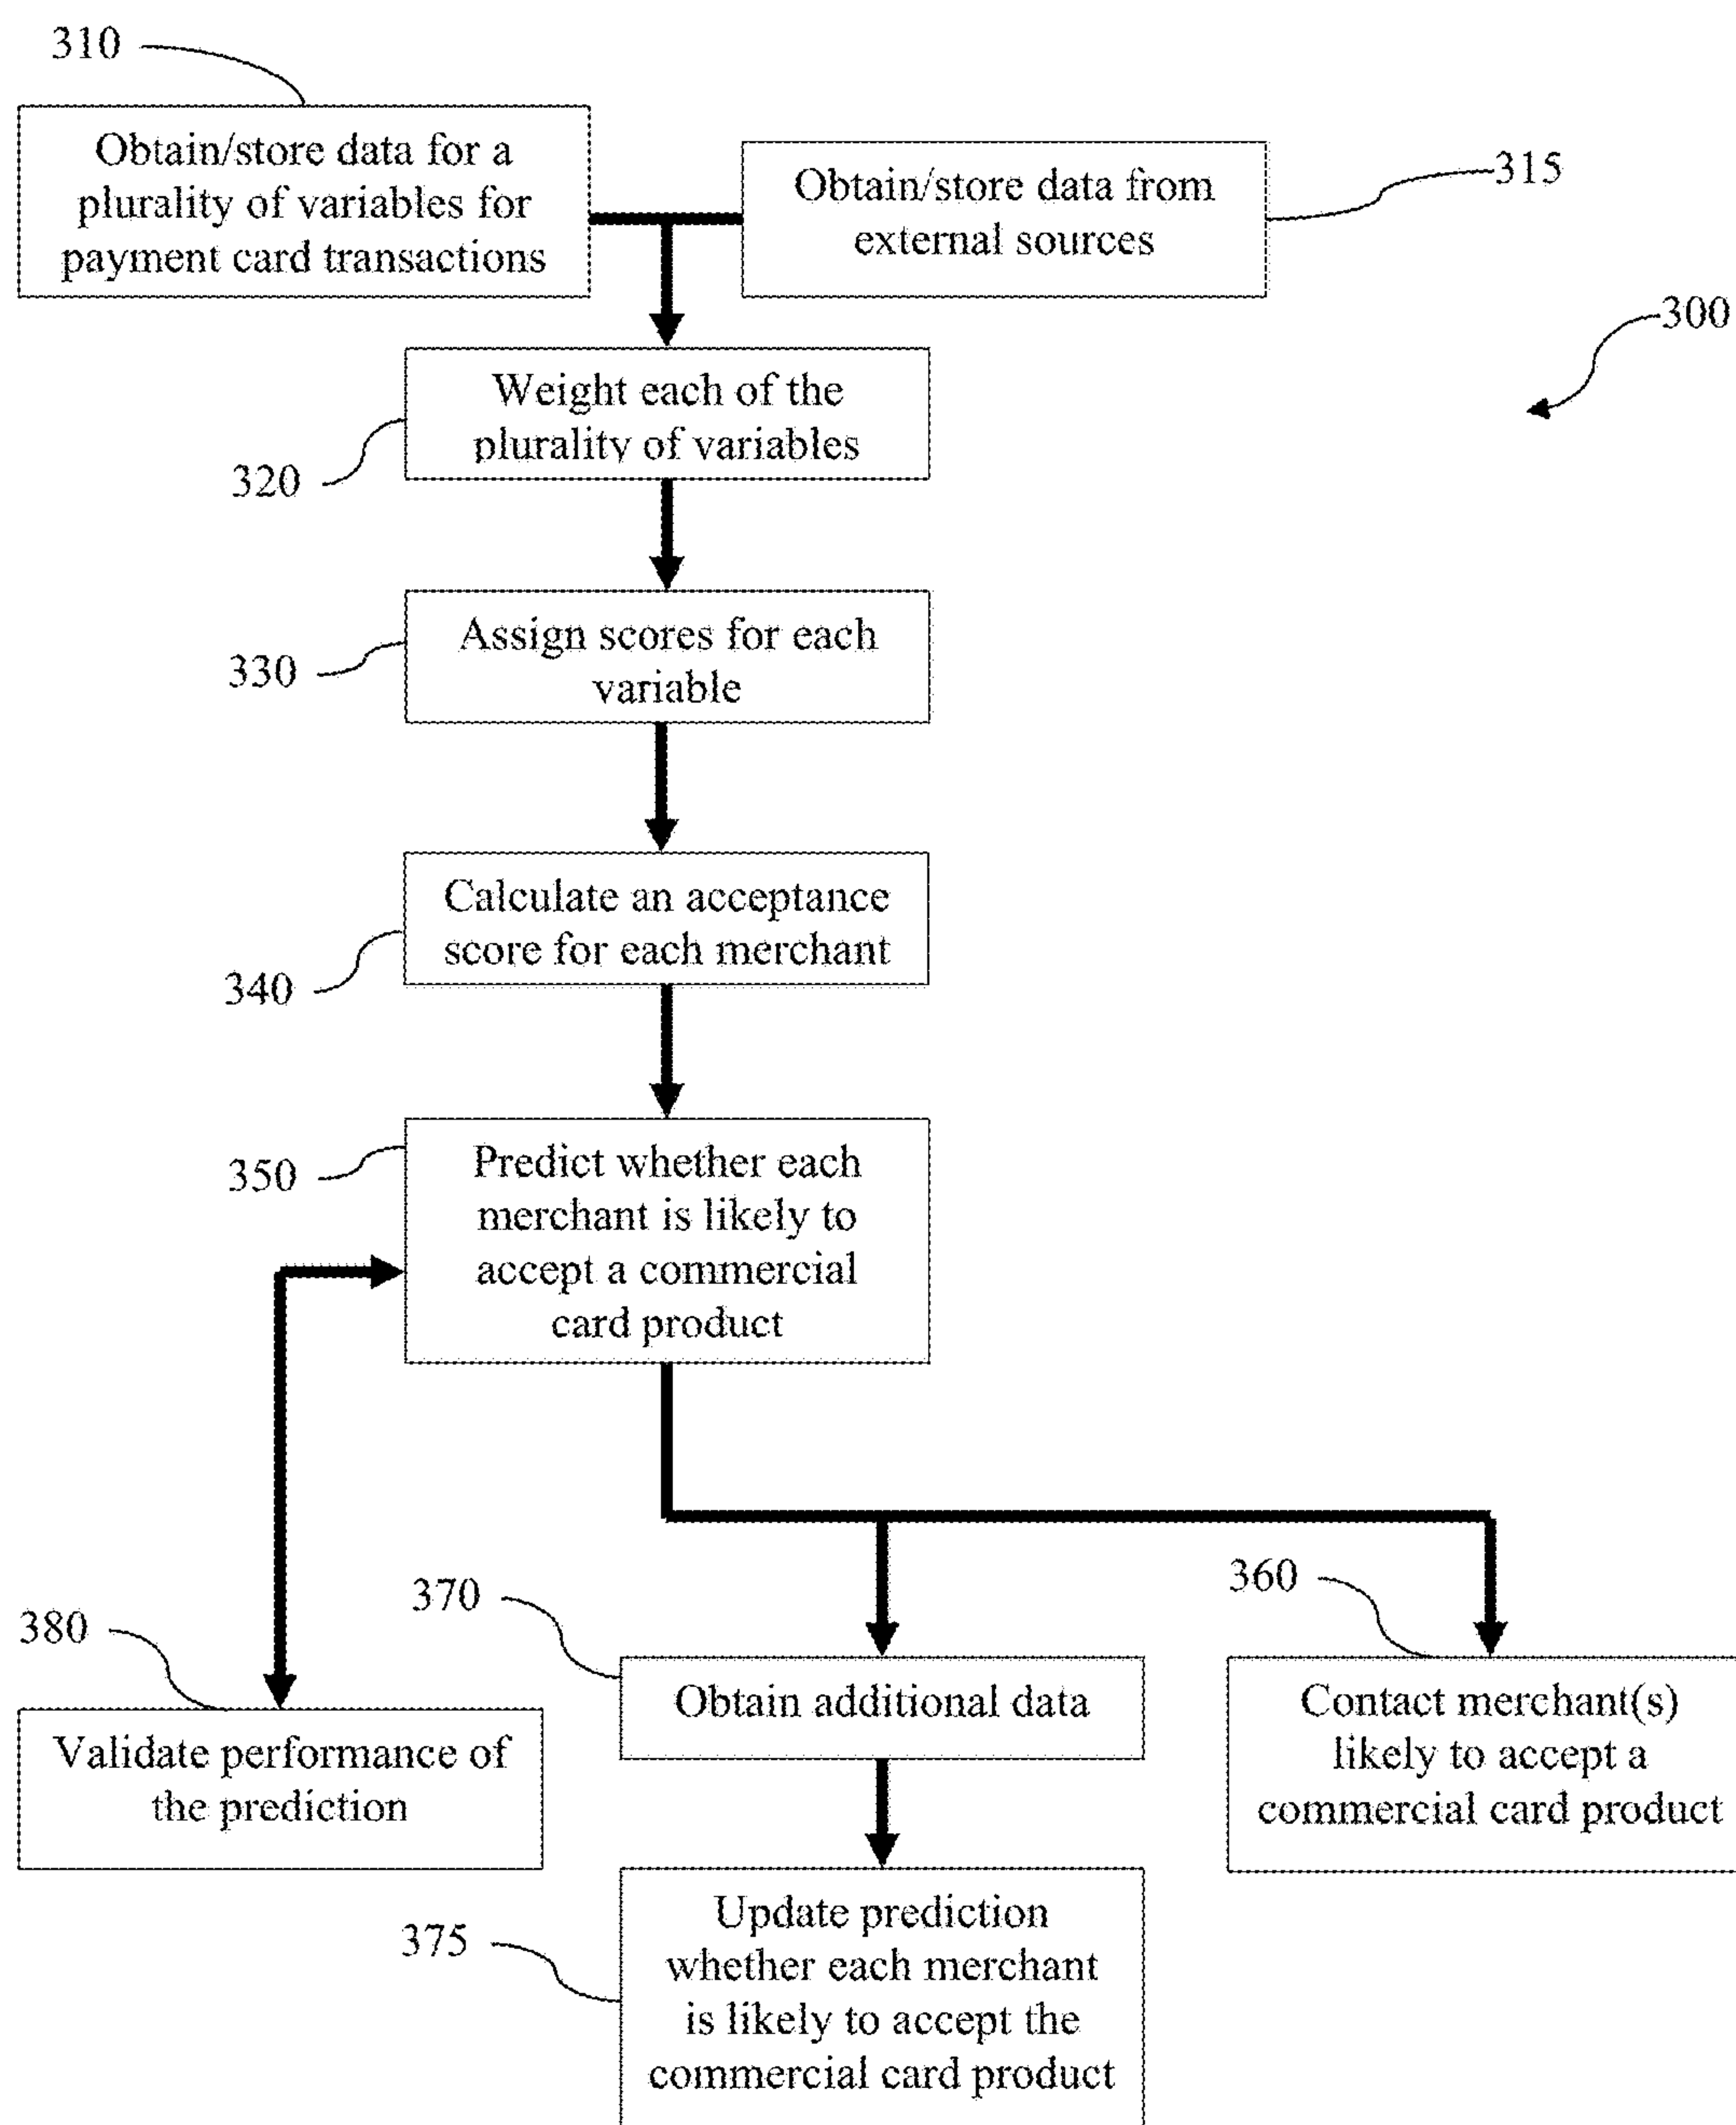 310
Obtain/store data for a
plurality of variables for
payment card transactions
Obtain/store data from
external sources
315
300
Weight each of the
plurality of variables
320
Assign scores for each
variable
330
Calculate an acceptance
score for each merchant
340
Predict whether each
merchant is likely to
accept a commercial
card product
350
380
Validate performance of
the prediction
370
Obtain additional data
360
Contact merchant(s)
likely to accept a
commercial card product
375
Update prediction
whether each merchant
is likely to accept the
commercial card product